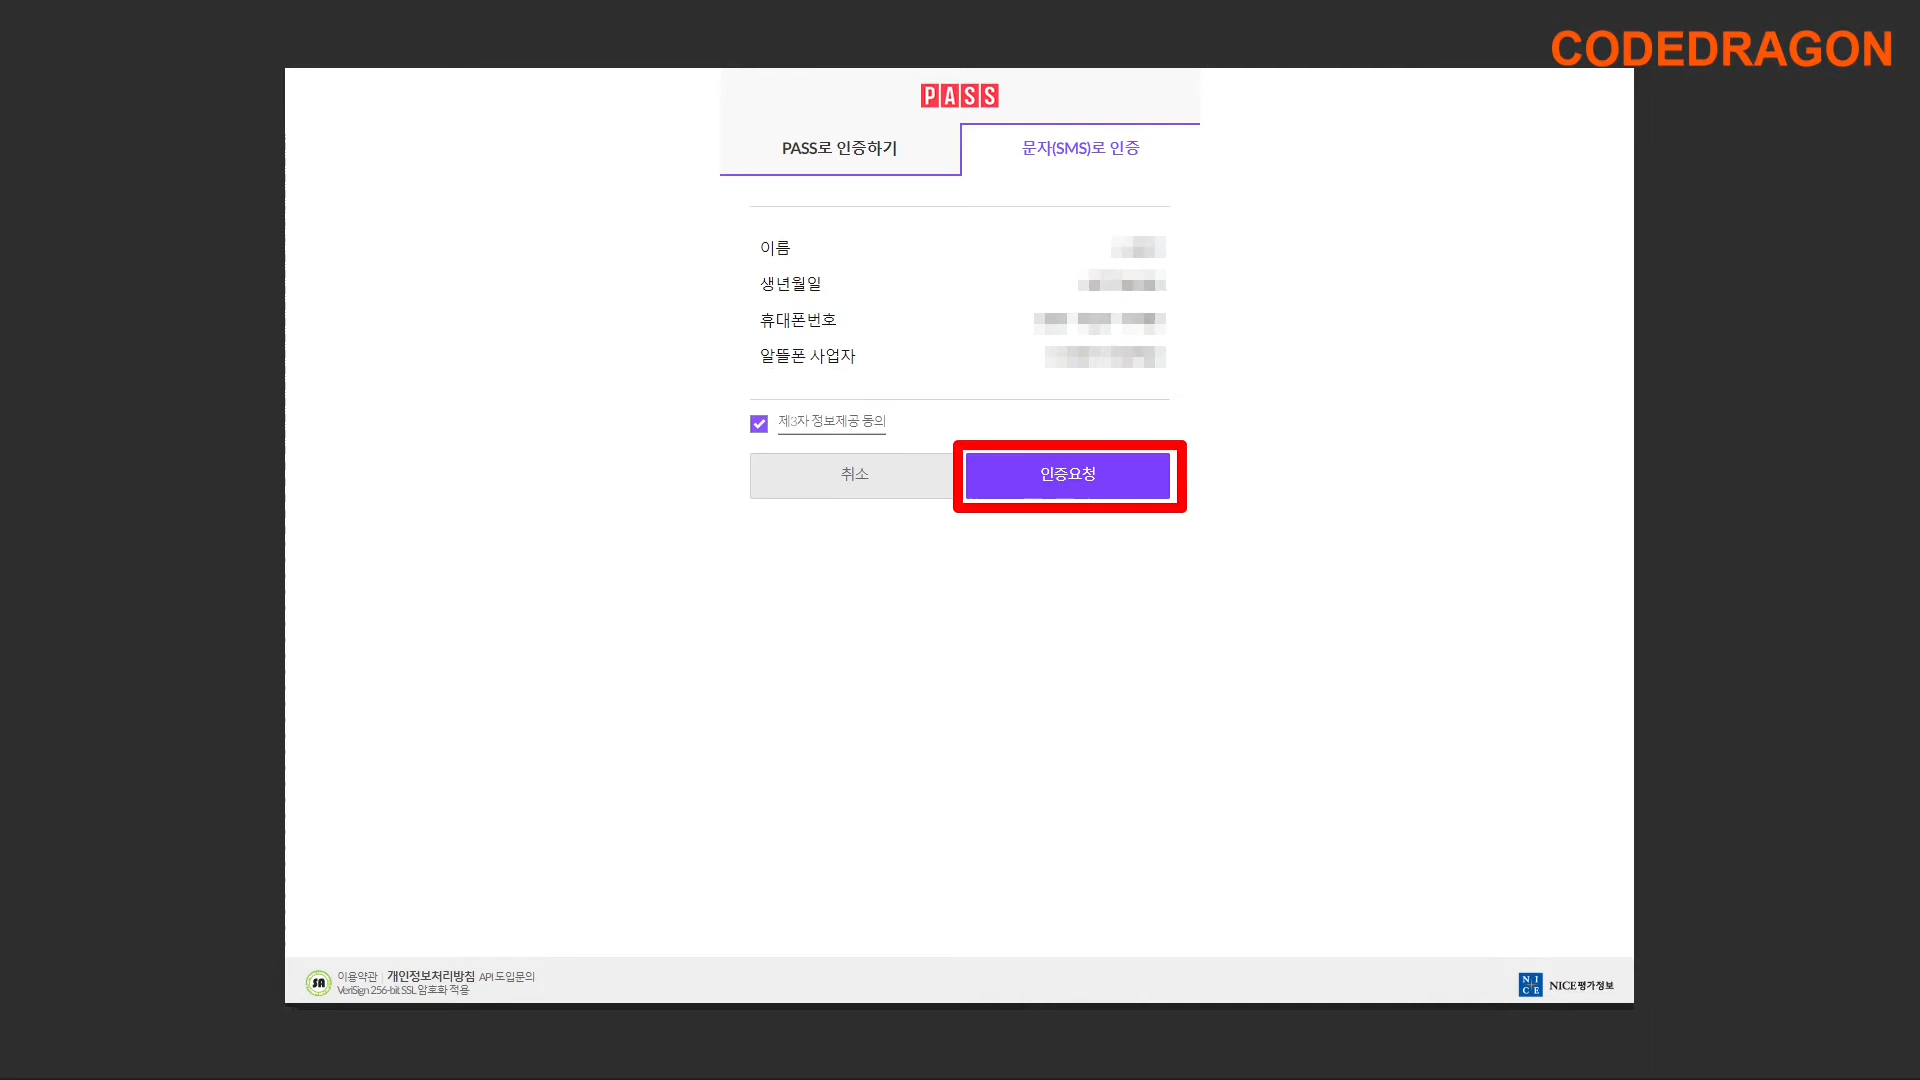 CODEDRAGON
PASS
PASS로 인증하기
문자(SMS)로 인증
이름
생년월일
휴대폰번호
알뜰폰 사업자
제3자 정보제공 동의
취소
인증요청
SA
이용약관 | 개인정보처리방침 API 도입문의
VeriSign 256-bit SSL 암호화 적용
NICE NICE평가정보